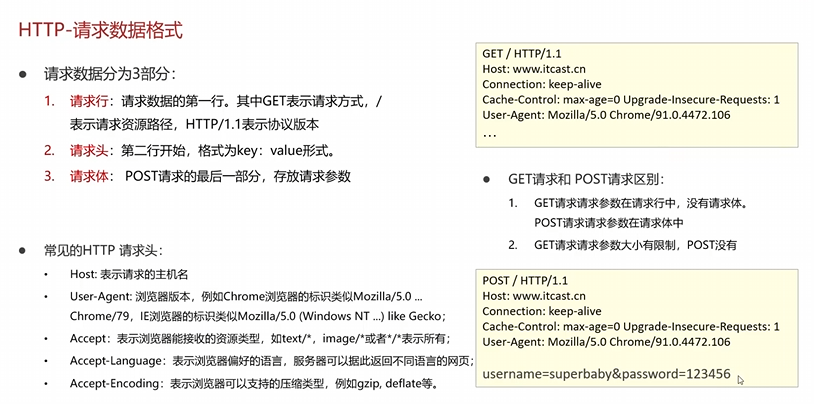 HTTP-请求数据格式
● 请求数据分为3部分：
1. 请求行：请求数据的第一行。其中GET表示请求方式，/
表示请求资源路径，HTTP/1.1表示协议版本
2. 请求头：第二行开始，格式为key：value形式。
3. 请求体： POST请求的最后一部分，存放请求参数
● 常见的HTTP 请求头：
• Host: 表示请求的主机名
• User-Agent: 浏览器版本，例如Chrome浏览器的标识类似Mozilla/5.0 ...
Chrome/79，IE浏览器的标识类似Mozilla/5.0 (Windows NT ...) like Gecko；
• Accept：表示浏览器能接收的资源类型，如text/*，image/*或者*/*表示所有；
• Accept-Language：表示浏览器偏好的语言，服务器可以据此返回不同语言的网页；
• Accept-Encoding：表示浏览器可以支持的压缩类型，例如gzip, deflate等。
GET / HTTP/1.1
Host: www.itcast.cn
Connection: keep-alive
Cache-Control: max-age=0 Upgrade-Insecure-Requests: 1
User-Agent: Mozilla/5.0 Chrome/91.0.4472.106
...
● GET请求和 POST请求区别：
1. GET请求请求参数在请求行中，没有请求体。
POST请求请求参数在请求体中
2. GET请求请求参数大小有限制，POST没有
POST / HTTP/1.1
Host: www.itcast.cn
Connection: keep-alive
Cache-Control: max-age=0 Upgrade-Insecure-Requests: 1
User-Agent: Mozilla/5.0 Chrome/91.0.4472.106
username=superbaby&password=123456